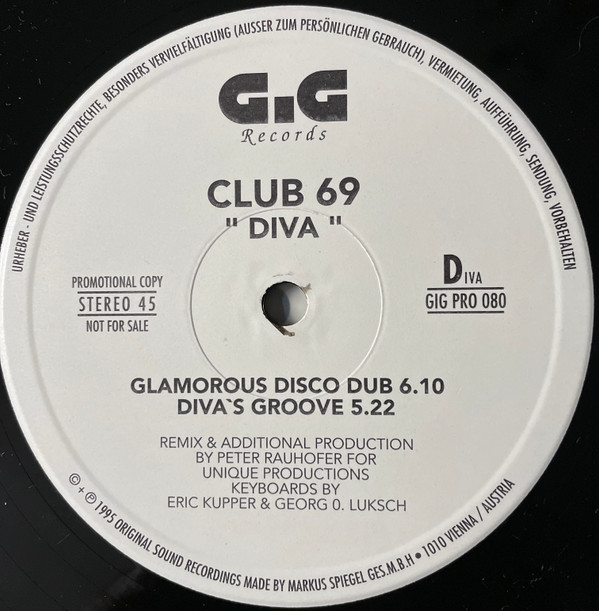 URHEBER - UND LEISTUNGSSCHUTZRECHTE, BESONDERS VERVIELFÄLTIGUNG (AUSSER ZUM PERSÖNLICHEN GEBRAUCH), VERMIETUNG, AUFFÜHRUNG, SENDUNG, VORBEHALTEN
GIG
Records
CLUB 69
" DIVA "
PROMOTIONAL COPY
STEREO 45
NOT FOR SALE
DIVA
GIG PRO 080
GLAMOROUS DISCO DUB 6.10
DIVA`S GROOVE 5.22
REMIX & ADDITIONAL PRODUCTION
BY PETER RAUHOFER FOR
UNIQUE PRODUCTIONS
KEYBOARDS BY
ERIC KUPPER & GEORG O. LUKSCH
© + ℗ 1995 ORIGINAL SOUND RECORDINGS MADE BY MARKUS SPIEGEL GES.M.B.H • 1010 VIENNA / AUSTRIA